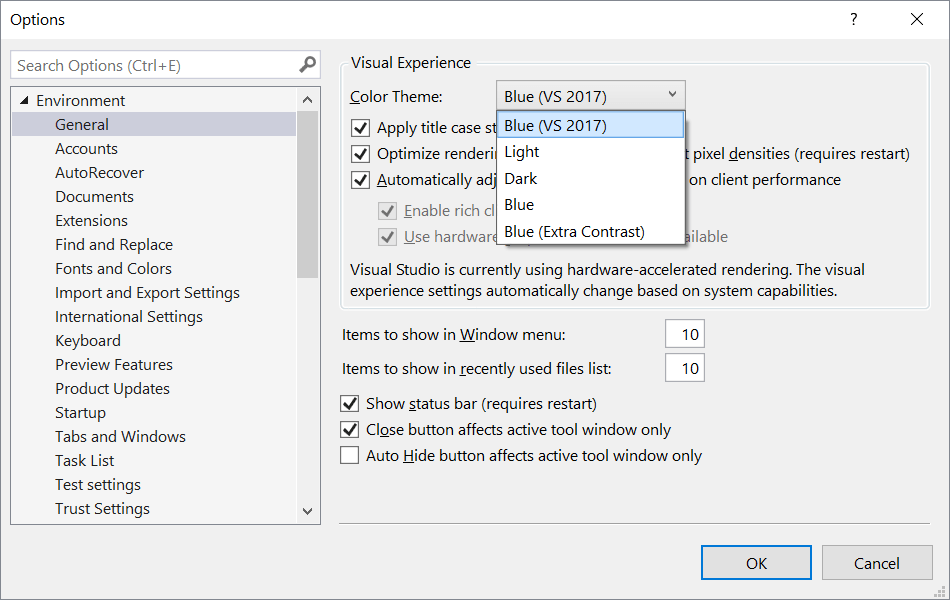 Options
?
Search Options (Ctrl+E)
Environment
General
Accounts
AutoRecover
Documents
Extensions
Find and Replace
Fonts and Colors
Import and Export Settings
International Settings
Keyboard
Preview Features
Product Updates
Startup
Tabs and Windows
Task List
Test settings
Trust Settings
Visual Experience
Color Theme:
Blue (VS 2017)
Blue (VS 2017)
Light
Dark
Blue
Blue (Extra Contrast)
Apply title case st
Optimize renderin t pixel densities (requires restart)
Automatically adj on client performance
Enable rich cl
Use hardware ailable
Visual Studio is currently using hardware-accelerated rendering. The visual
experience settings automatically change based on system capabilities.
Items to show in Window menu: 10
Items to show in recently used files list: 10
Show status bar (requires restart)
Close button affects active tool window only
Auto Hide button affects active tool window only
OK
Cancel